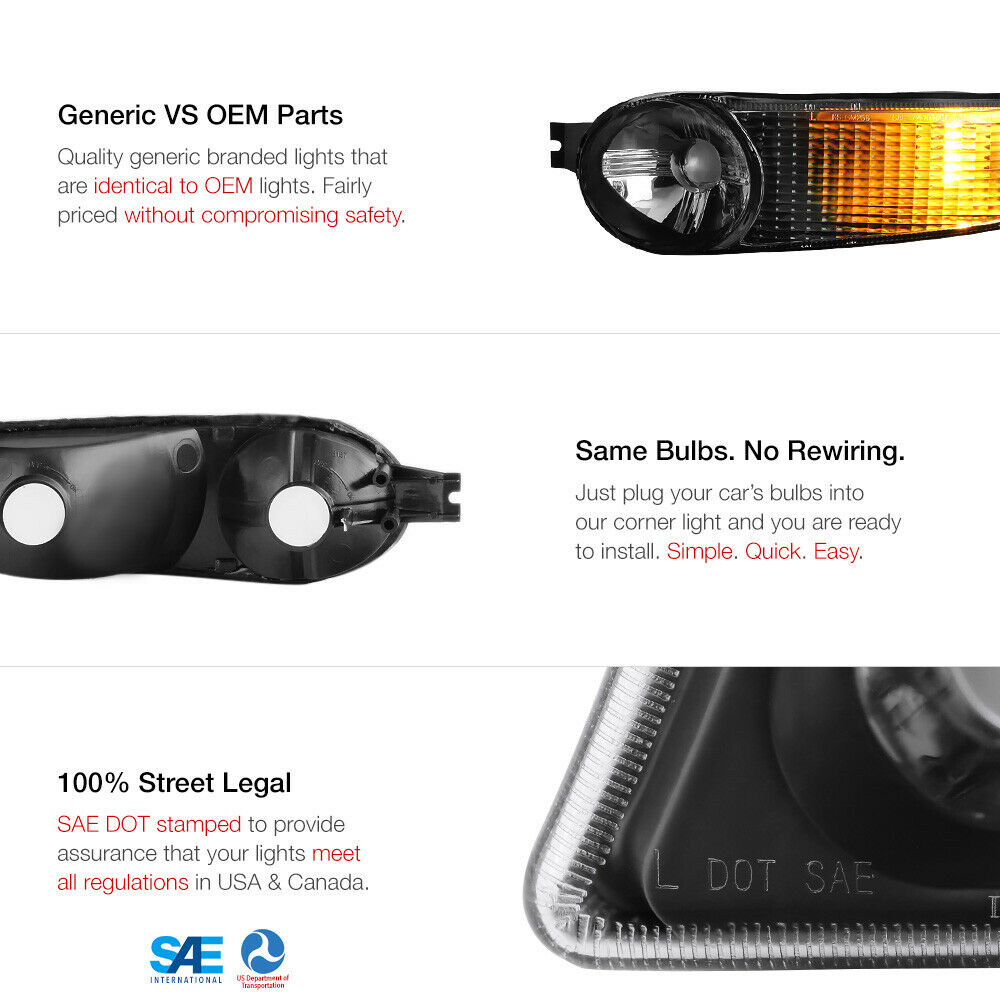 Generic VS OEM Parts
Quality generic branded lights that
are identical to OEM lights. Fairly
priced without compromising safety.
L
Same Bulbs. No Rewiring.
Just plug your car's bulbs into
our corner light and you are ready
to install. Simple. Quick. Easy.
100% Street Legal
SAE DOT stamped to provide
assurance that your lights meet
all regulations in USA & Canada.
L DOT SAE
SAE
INTERNATIONAL
US Department of
Transportation